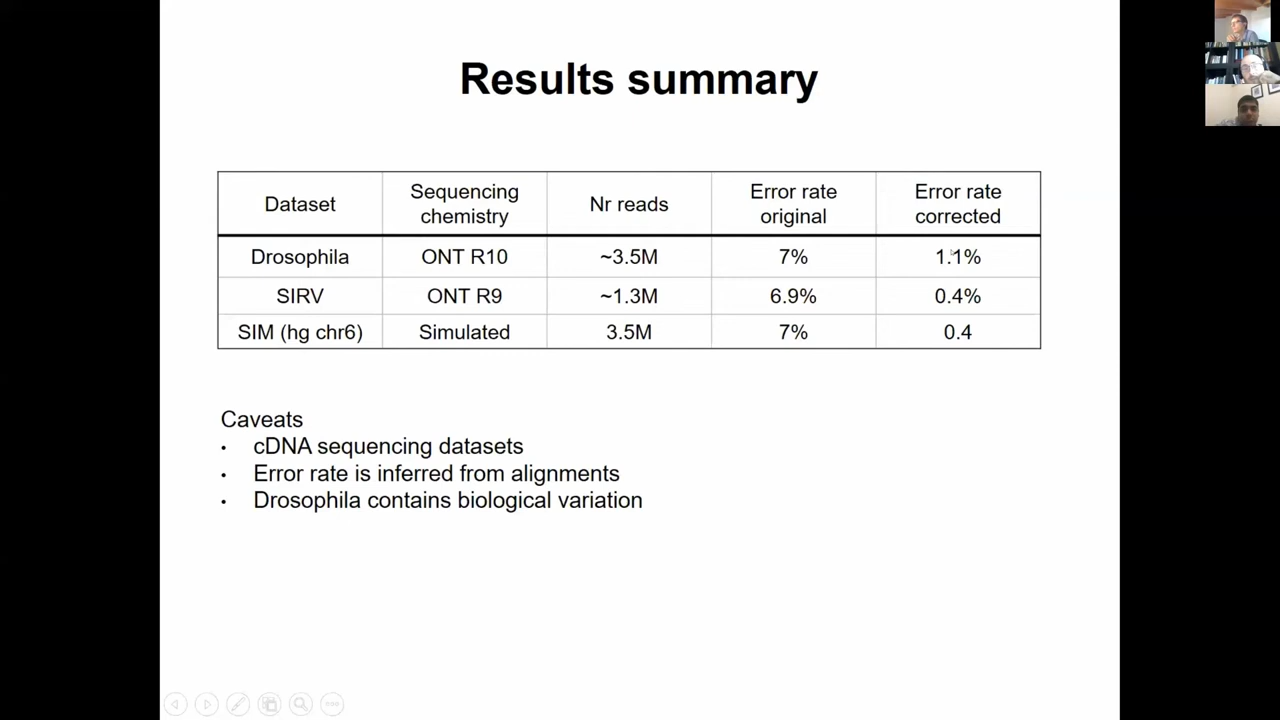 Results summary
Dataset
Sequencing
chemistry
Nr reads
Error rate
original
Error rate
corrected
Drosophila
ONT R10
~3.5M
7%
1.1%
SIRV
ONT R9
~1.3M
6.9%
0.4%
SIM (hg chr6)
Simulated
3.5M
7%
0.4
Caveats
• cDNA sequencing datasets
• Error rate is inferred from alignments
• Drosophila contains biological variation